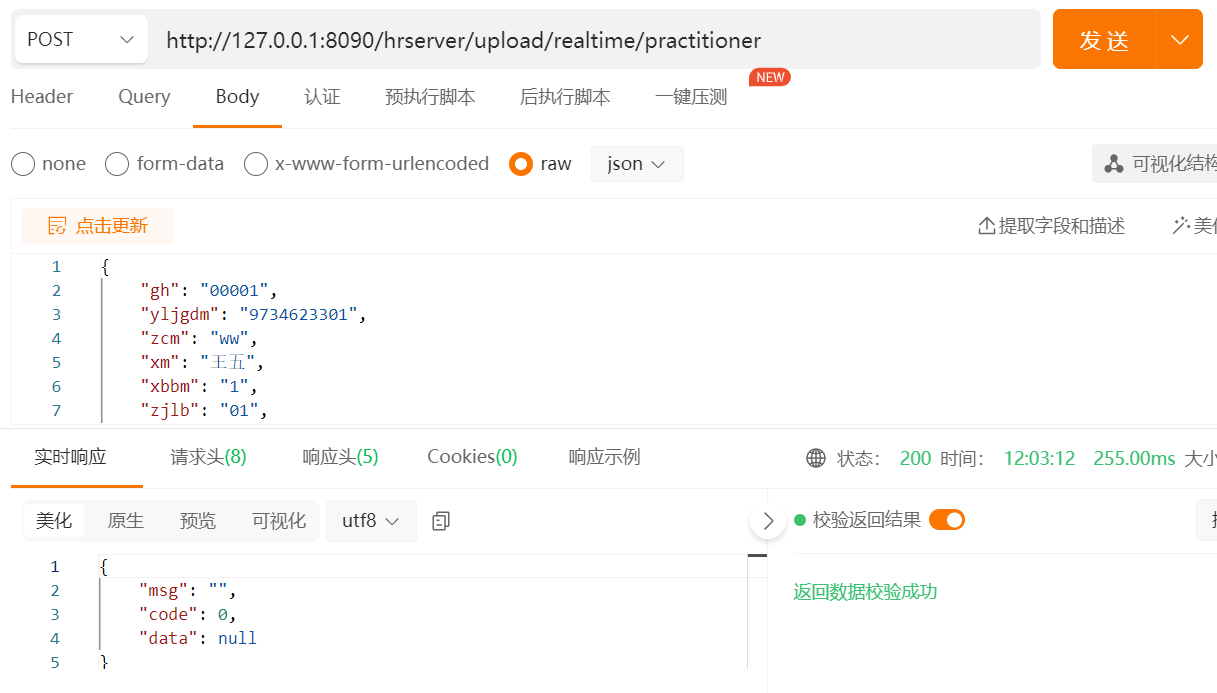 POST http://127.0.0.1:8090/hrserver/upload/realtime/practitioner 发送
Header Query Body 认证 预执行脚本 后执行脚本 一键压测 NEW
none form-data x-www-form-urlencoded raw json 可视化结构
点击更新 提取字段和描述 美化
1 {
2 "gh": "00001",
3 "yljgdm": "9734623301",
4 "zcm": "ww",
5 "xm": "王五",
6 "xbbm": "1",
7 "zjlb": "01",
实时响应 请求头(8) 响应头(5) Cookies(0) 响应示例 状态： 200 时间： 12:03:12 255.00ms 大小
美化 原生 预览 可视化 utf8 校验返回结果
1 {
2 "msg": "",
3 "code": 0,
4 "data": null
5 }
返回数据校验成功